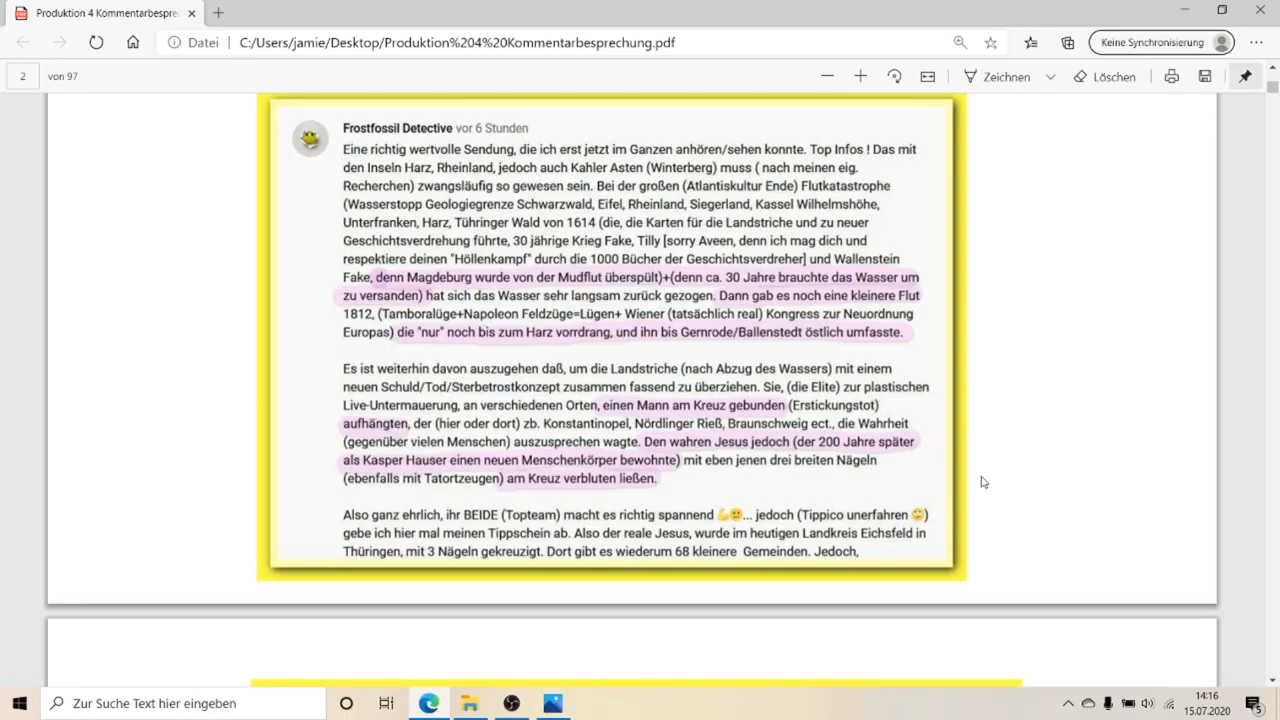 Produktion 4 Kommentarbespre
Datei
C:/Users/jamie/Desktop/Produktion%204%20Kommentarbesprechung.pdf
Keine Synchronisierung
2
von 97
Zeichnen
Löschen
Frostfossil Detective vor 6 Stunden
Eine richtig wertvolle Sendung, die ich erst jetzt im Ganzen anhören/sehen konnte. Top Infos ! Das mit
den Inseln Harz, Rheinland, jedoch auch Kahler Asten (Winterberg) muss ( nach meinen eig.
Recherchen) zwangsläufig so gewesen sein. Bei der großen (Atlantiskultur Ende) Flutkatastrophe
(Wasserstopp Geologiegrenze Schwarzwald, Eifel, Rheinland, Siegerland, Kassel Wilhelmshöhe,
Unterfranken, Harz, Tühringer Wald von 1614 (die, die Karten für die Landstriche und zu neuer
Geschichtsverdrehung führte, 30 jährige Krieg Fake, Tilly [sorry Aveen, denn ich mag dich und
respektiere deinen "Höllenkampf" durch die 1000 Bücher der Geschichtsverdreher] und Wallenstein
Fake, denn Magdeburg wurde von der Mudflut überspült)+(denn ca. 30 Jahre brauchte das Wasser um
zu versanden) hat sich das Wasser sehr langsam zurück gezogen. Dann gab es noch eine kleinere Flut
1812, (Tamboralüge+Napoleon Feldzüge=Lügen+ Wiener (tatsächlich real) Kongress zur Neuordnung
Europas) die "nur" noch bis zum Harz vorrdrang, und ihn bis Gernrode/Ballenstedt östlich umfasste.
Es ist weiterhin davon auszugehen daß, um die Landstriche (nach Abzug des Wassers) mit einem
neuen Schuld/Tod/Sterbetrostkonzept zusammen fassend zu überziehen. Sie, (die Elite) zur plastischen
Live-Untermauerung, an verschiedenen Orten, einen Mann am Kreuz gebunden (Erstickungstot)
aufhängten, der (hier oder dort) zb. Konstantinopel, Nördlinger Rieß, Braunschweig ect., die Wahrheit
(gegenüber vielen Menschen) auszusprechen wagte. Den wahren Jesus jedoch (der 200 Jahre später
als Kasper Hauser einen neuen Menschenkörper bewohnte) mit eben jenen drei breiten Nägeln
(ebenfalls mit Tatortzeugen) am Kreuz verbluten ließen.
Also ganz ehrlich, ihr BEIDE (Topteam) macht es richtig spannend 💪🙂... jedoch (Tippico unerfahren 🙄)
gebe ich hier mal meinen Tippschein ab. Also der reale Jesus, wurde im heutigen Landkreis Eichsfeld in
Thüringen, mit 3 Nägeln gekreuzigt. Dort gibt es wiederum 68 kleinere Gemeinden. Jedoch,
Zur Suche Text hier eingeben
14:16
15.07.2020
5